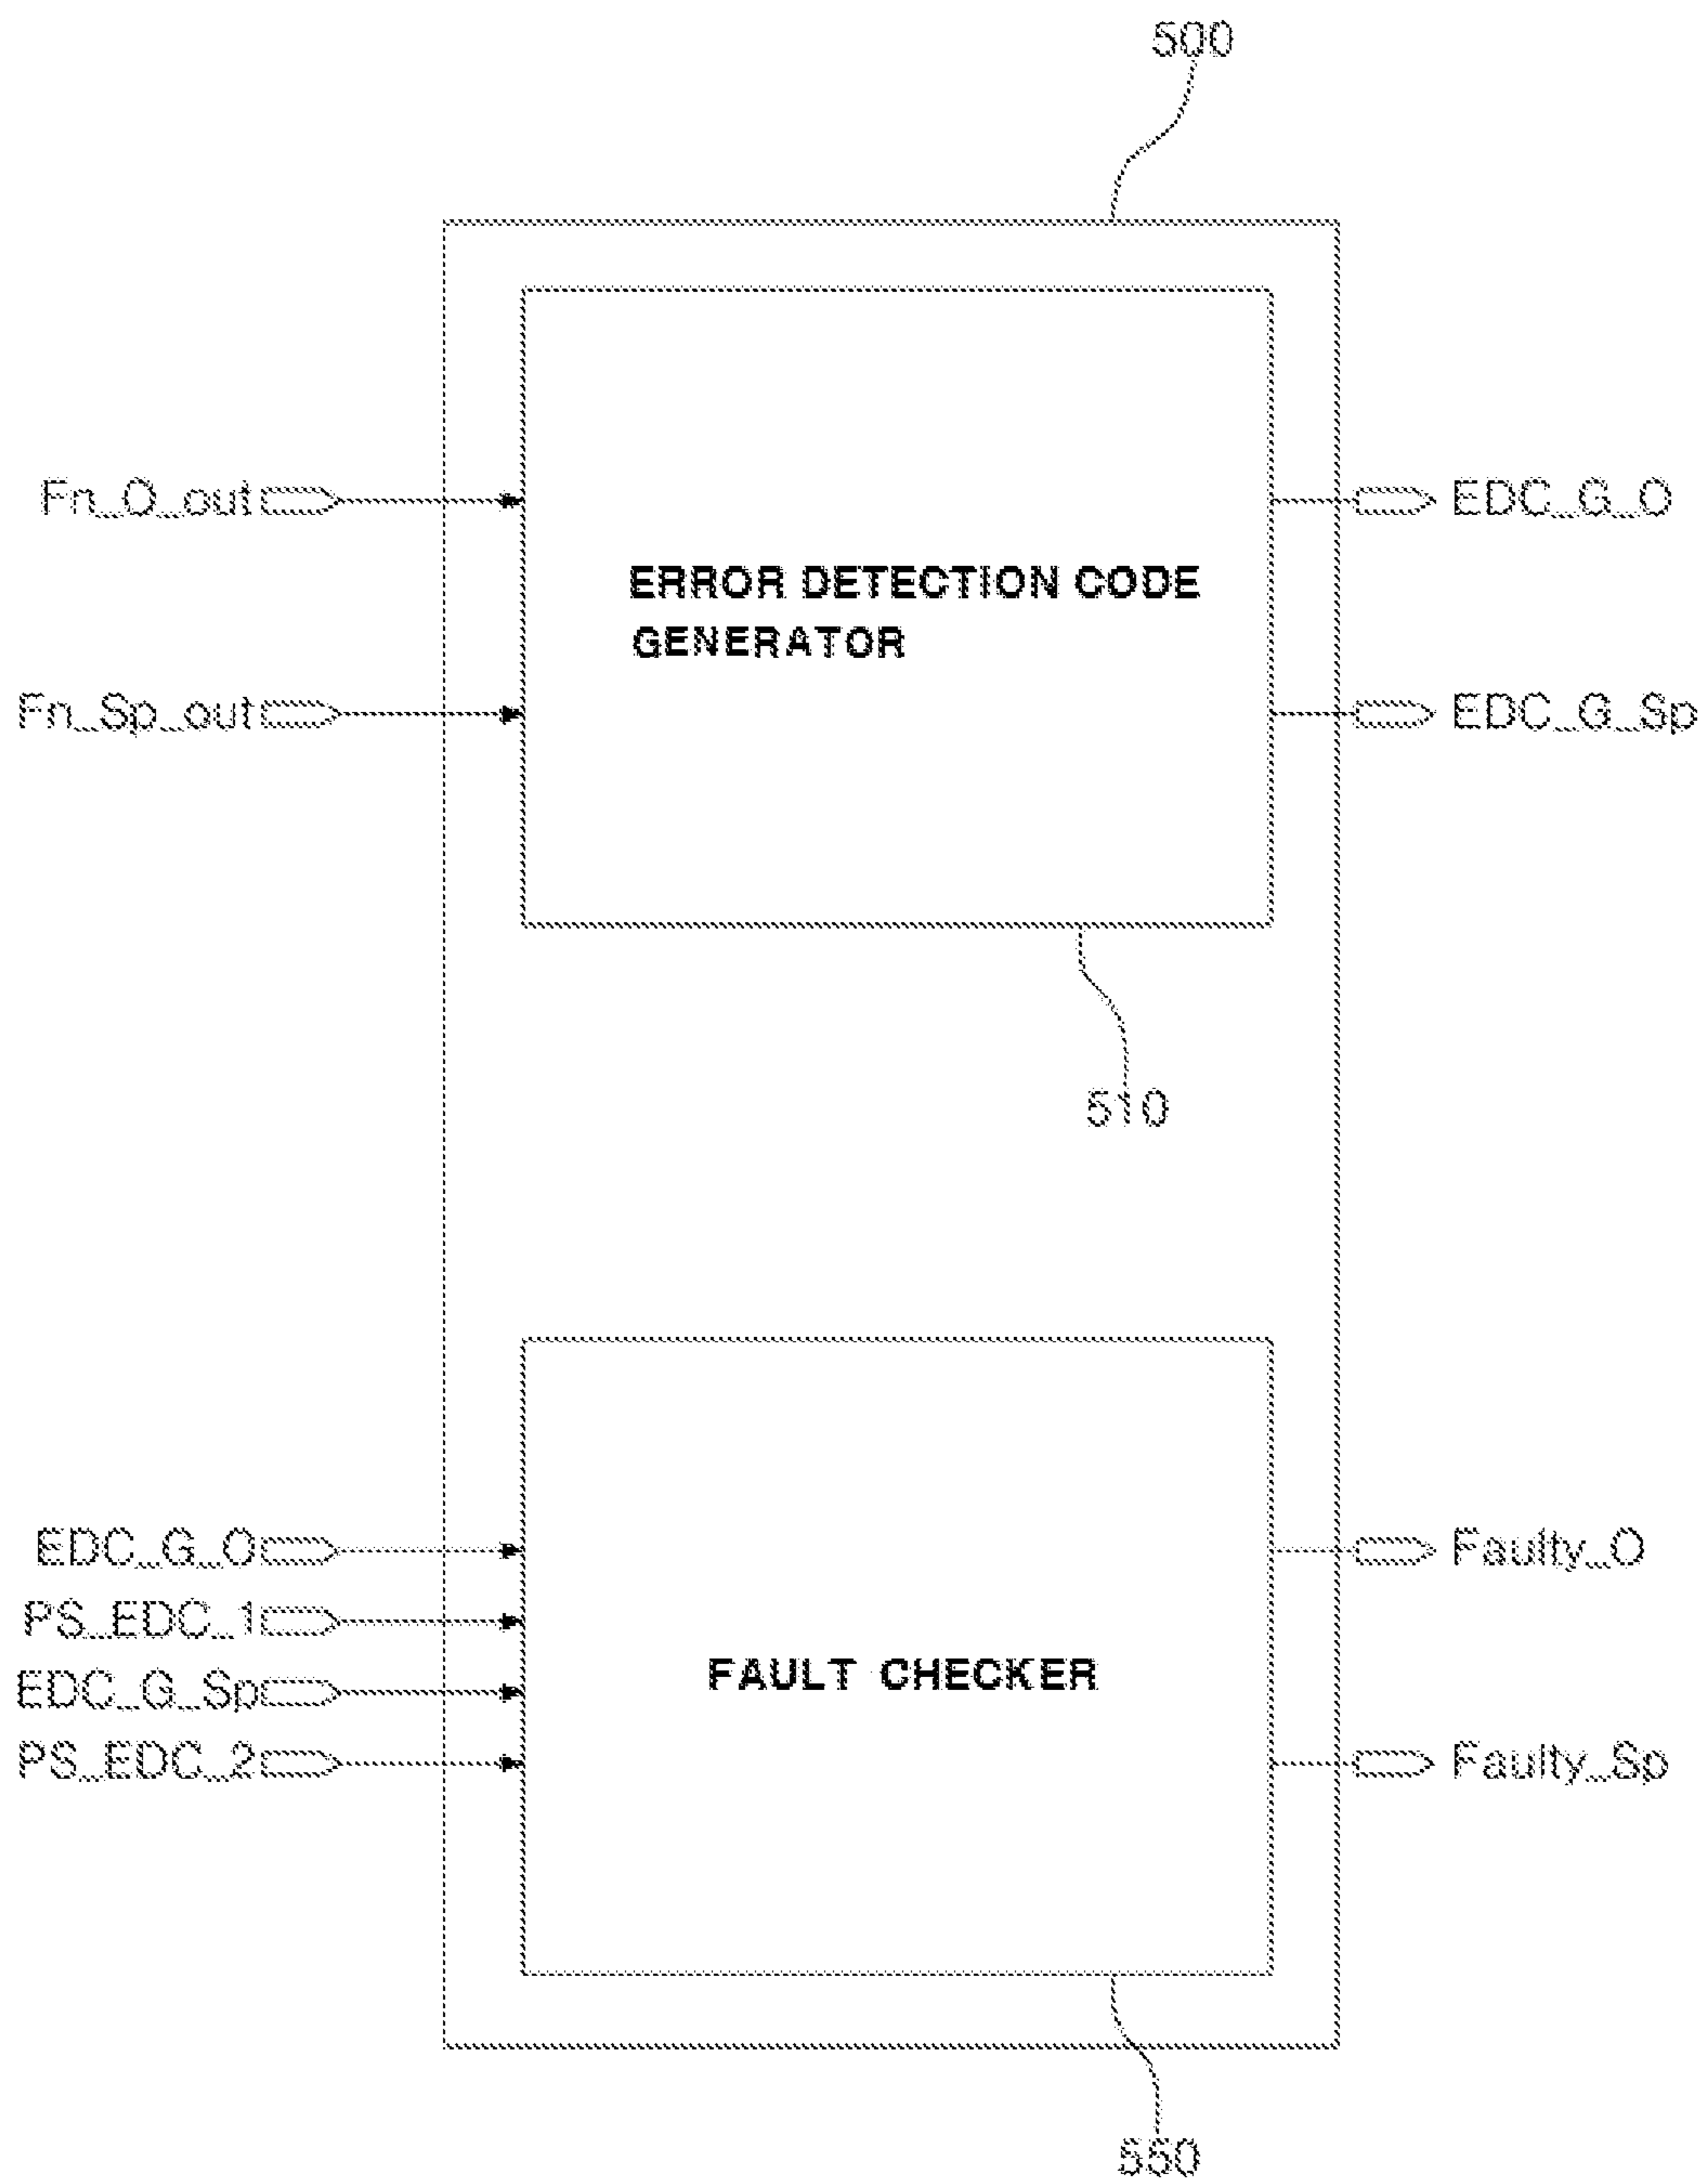 500
Fn_O_out
EDC_G_O
ERROR DETECTION CODE
GENERATOR
Fn_Sp_out
EDC_G_Sp
510
EDC_G_O
Faulty_O
PS_EDC_1
FAULT CHECKER
EDC_G_Sp
PS_EDC_2
Faulty_Sp
550